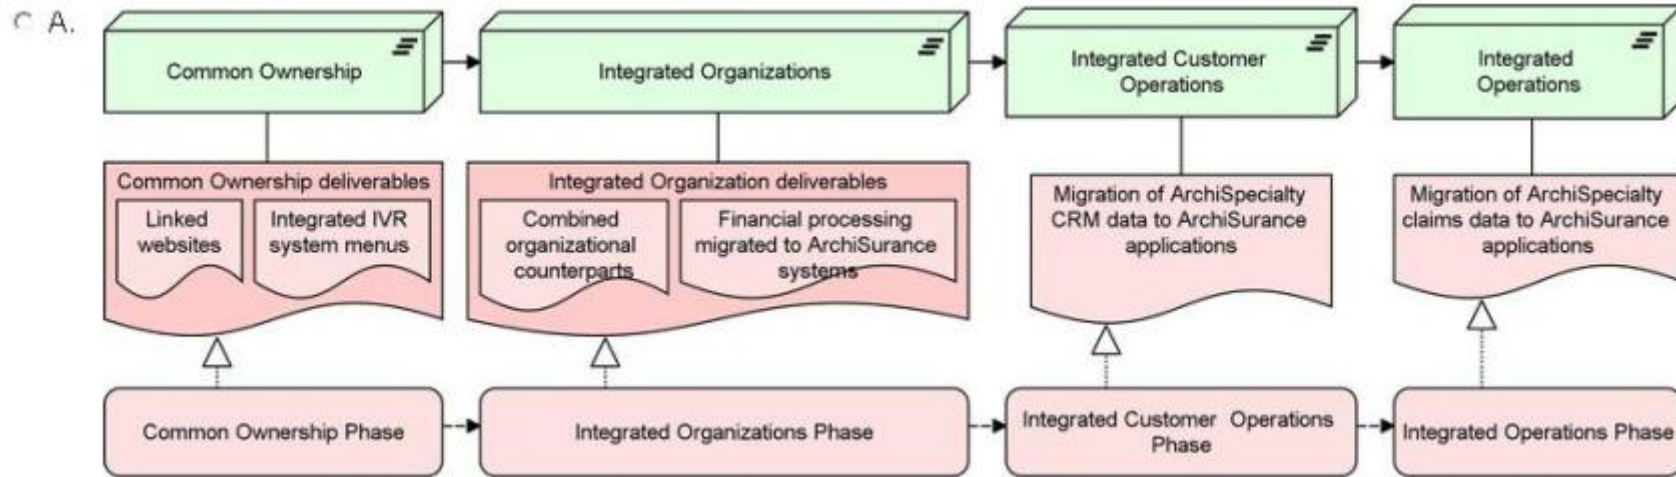 A.
Common Ownership
Integrated Organizations
Integrated Customer
Operations
Integrated
Operations
Common Ownership deliverables
Linked
websites
Integrated IVR
system menus
Integrated Organization deliverables
Combined
organizational
counterparts
Financial processing
migrated to ArchiSurance
systems
Migration of ArchiSpecialty
CRM data to ArchiSurance
applications
Migration of ArchiSpecialty
claims data to ArchiSurance
applications
Common Ownership Phase
Integrated Organizations Phase
Integrated Customer Operations
Phase
Integrated Operations Phase